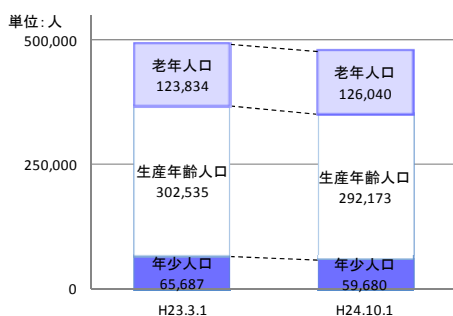 単位：人
500,000
250,000
0
老年人口
123,834
生産年齢人口
302,535
年少人口
65,687
老年人口
126,040
生産年齢人口
292,173
年少人口
59,680
H23.3.1
H24.10.1